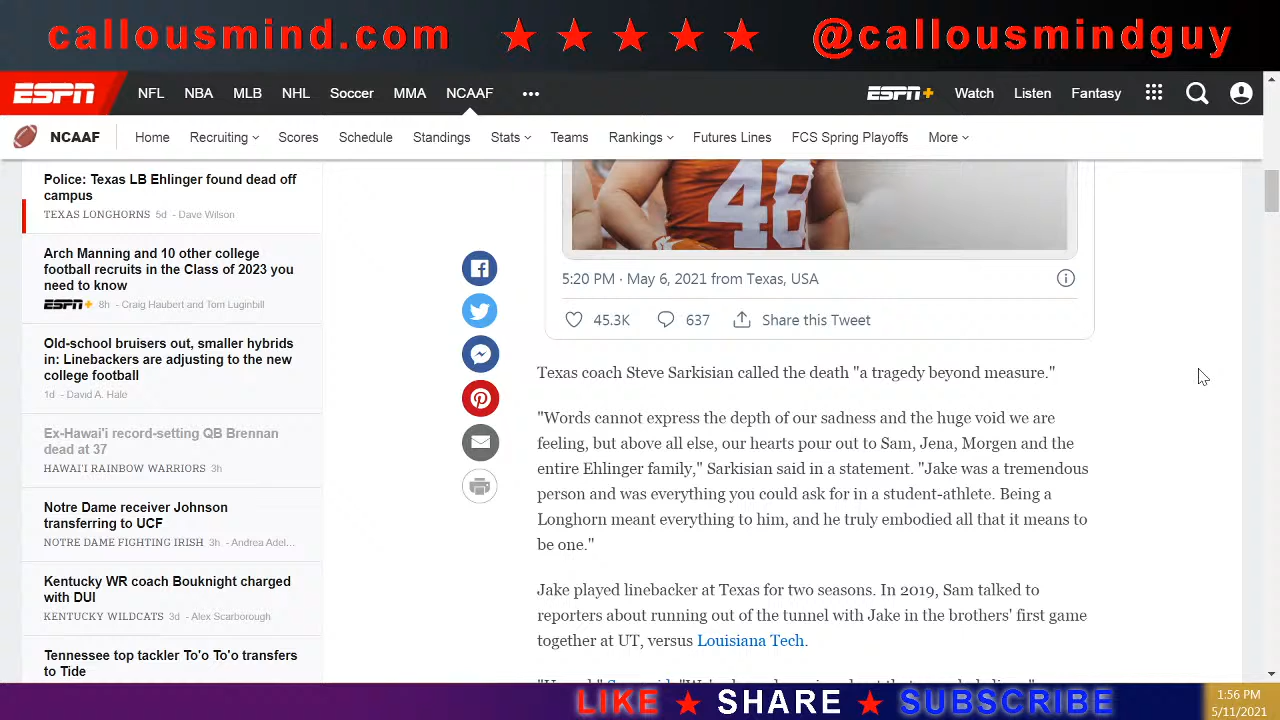 callousmind.com ★ ★ ★ ★ ★ @callousmindguy
ESPN NFL NBA MLB NHL Soccer MMA NCAAF ••• ESPN+ Watch Listen Fantasy
NCAAF Home Recruiting Scores Schedule Standings Stats Teams Rankings Futures Lines FCS Spring Playoffs More
Police: Texas LB Ehlinger found dead off
campus
TEXAS LONGHORNS 5d - Dave Wilson
Arch Manning and 10 other college
football recruits in the Class of 2023 you
need to know
ESPN+ 8h - Craig Haubert and Tom Luginbill
Old-school bruisers out, smaller hybrids
in: Linebackers are adjusting to the new
college football
1d - David A. Hale
Ex-Hawai'i record-setting QB Brennan
dead at 37
HAWAI'I RAINBOW WARRIORS 3h
Notre Dame receiver Johnson
transferring to UCF
NOTRE DAME FIGHTING IRISH 3h - Andrea Adel...
Kentucky WR coach Bouknight charged
with DUI
KENTUCKY WILDCATS 3d - Alex Scarborough
Tennessee top tackler To'o To'o transfers
to Tide
48
5:20 PM · May 6, 2021 from Texas, USA
45.3K 637 Share this Tweet
Texas coach Steve Sarkisian called the death "a tragedy beyond measure."
"Words cannot express the depth of our sadness and the huge void we are
feeling, but above all else, our hearts pour out to Sam, Jena, Morgen and the
entire Ehlinger family," Sarkisian said in a statement. "Jake was a tremendous
person and was everything you could ask for in a student-athlete. Being a
Longhorn meant everything to him, and he truly embodied all that it means to
be one."
Jake played linebacker at Texas for two seasons. In 2019, Sam talked to
reporters about running out of the tunnel with Jake in the brothers' first game
together at UT, versus Louisiana Tech.
LIKE ★ SHARE ★ SUBSCRIBE
1:56 PM
5/11/2021